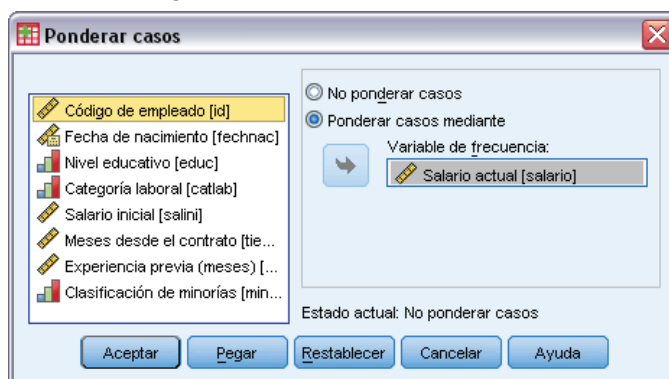 Ponderar casos
Código de empleado [id]
Fecha de nacimiento [fechnac]
Nivel educativo [educ]
Categoría laboral [catlab]
Salario inicial [salini]
Meses desde el contrato [tie...
Experiencia previa (meses) [...
Clasificación de minorías [min...
No ponderar casos
Ponderar casos mediante
Variable de frecuencia:
Salario actual [salario]
Estado actual: No ponderar casos
Aceptar
Pegar
Restablecer
Cancelar
Ayuda